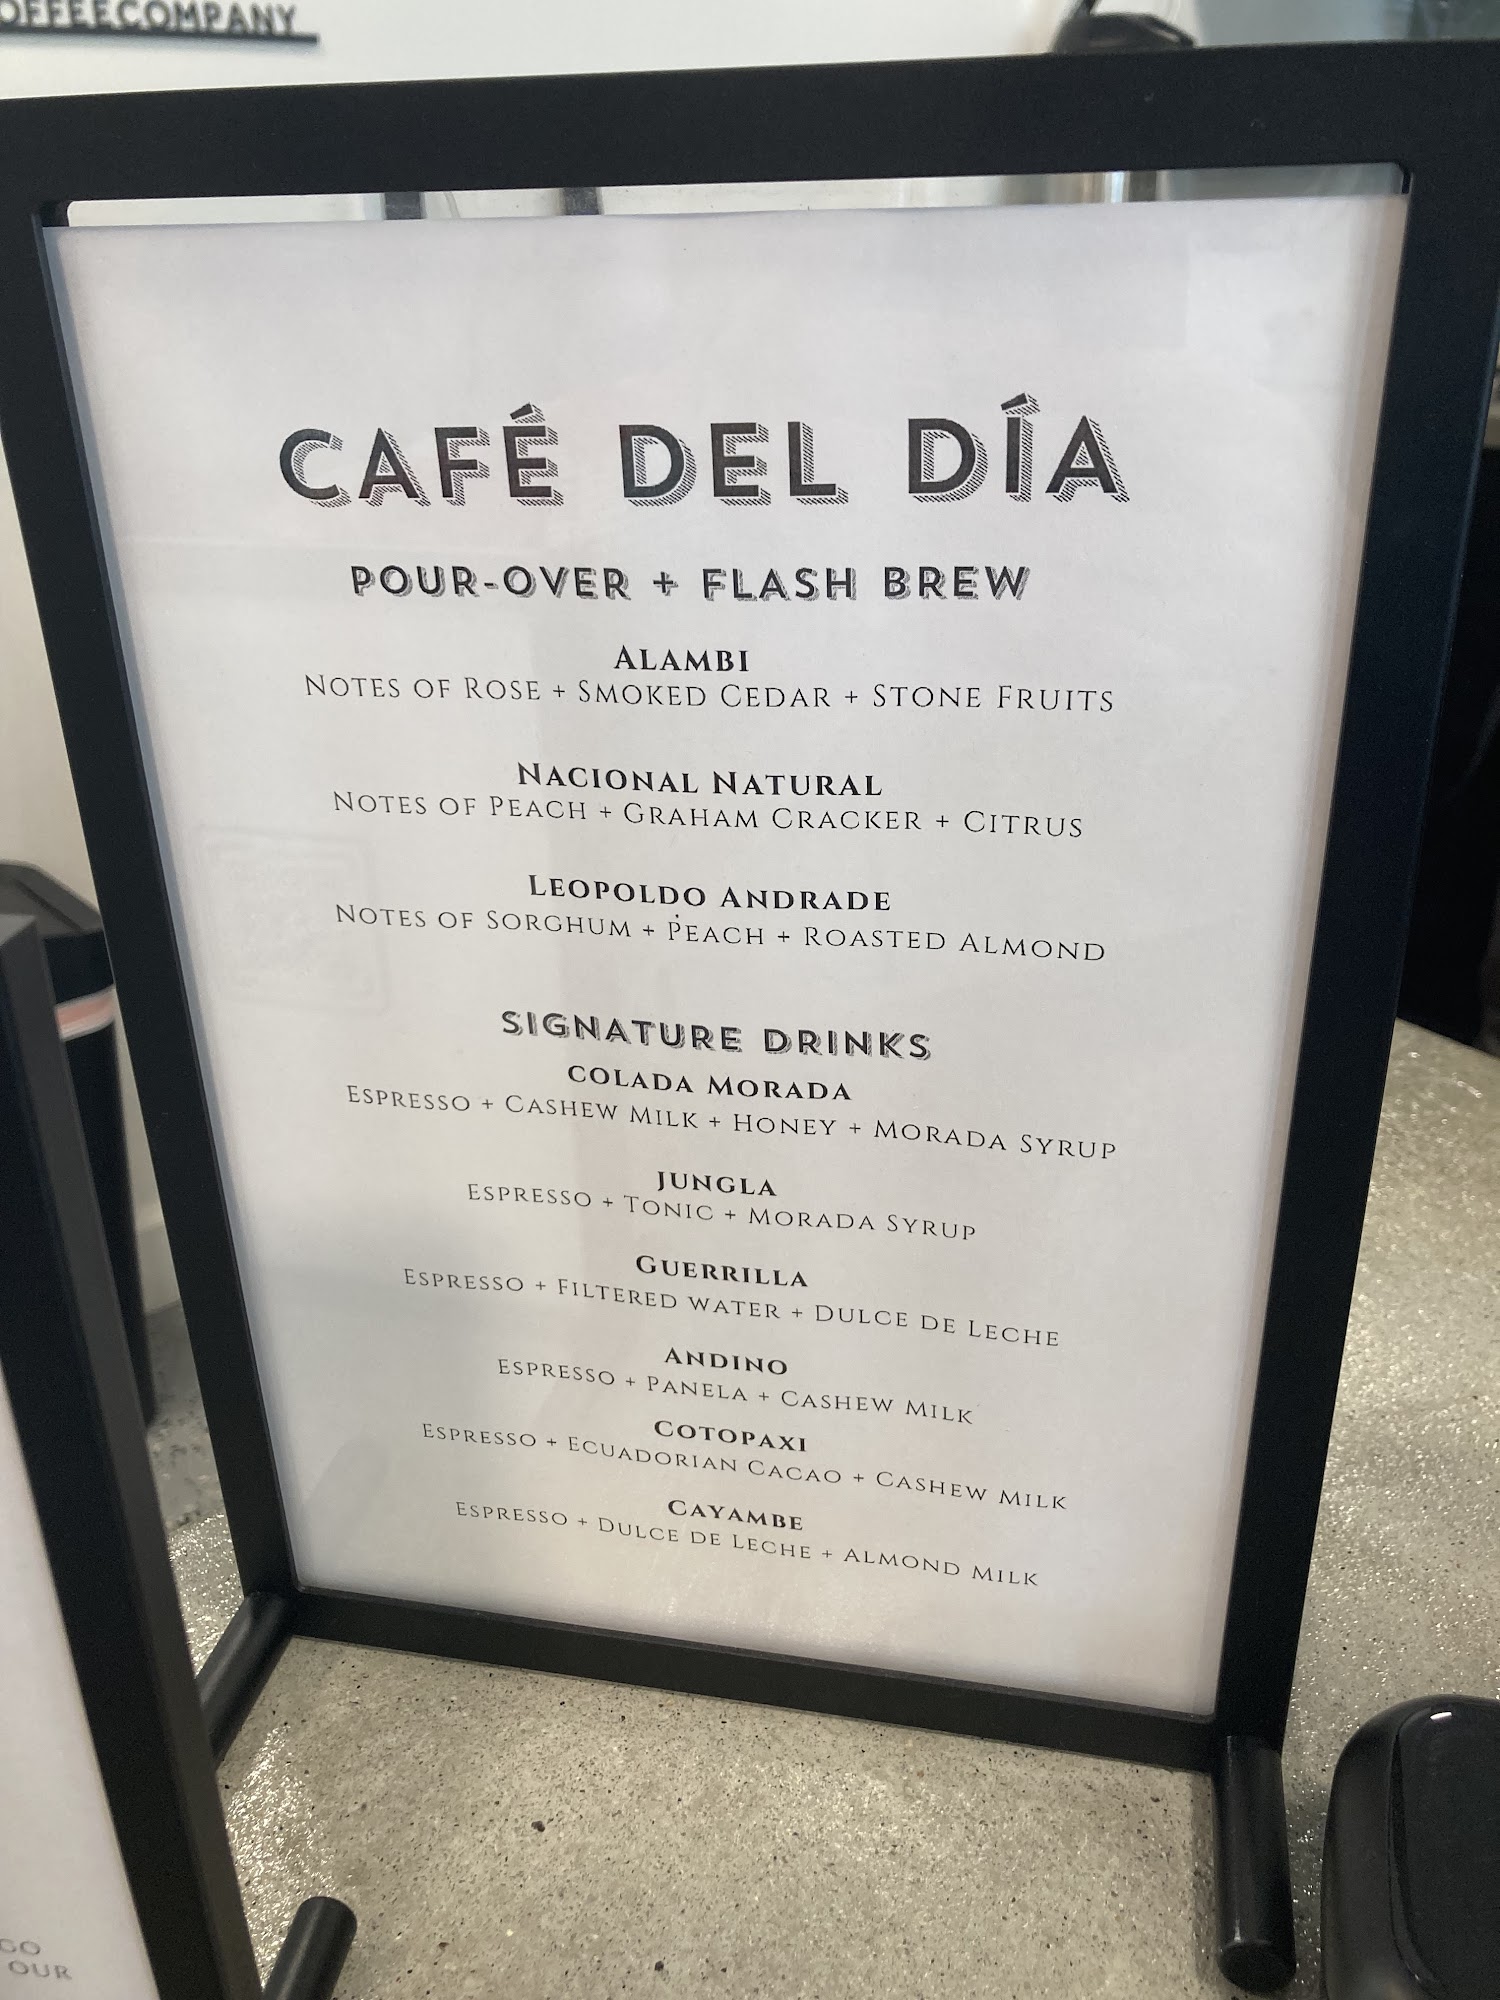 OFFEECOMPANY
CAFÉ DEL DÍA
POUR-OVER + FLASH BREW
ALAMBI
NOTES OF ROSE + SMOKED CEDAR + STONE FRUITS
NACIONAL NATURAL
NOTES OF PEACH + GRAHAM CRACKER + CITRUS
LEOPOLDO ANDRADE
NOTES OF SORGHUM + PEACH + ROASTED ALMOND
SIGNATURE DRINKS
COLADA MORADA
ESPRESSO + CASHEW MILK + HONEY + MORADA SYRUP
JUNGLA
ESPRESSO + TONIC + MORADA SYRUP
GUERRILLA
ESPRESSO + FILTERED WATER + DULCE DE LECHE
ANDINO
ESPRESSO + PANELA + CASHEW MILK
COTOPAXI
ESPRESSO + ECUADORIAN CACAO + CASHEW MILK
CAYAMBE
ESPRESSO + DULCE DE LECHE + ALMOND MILK
GO
OUR